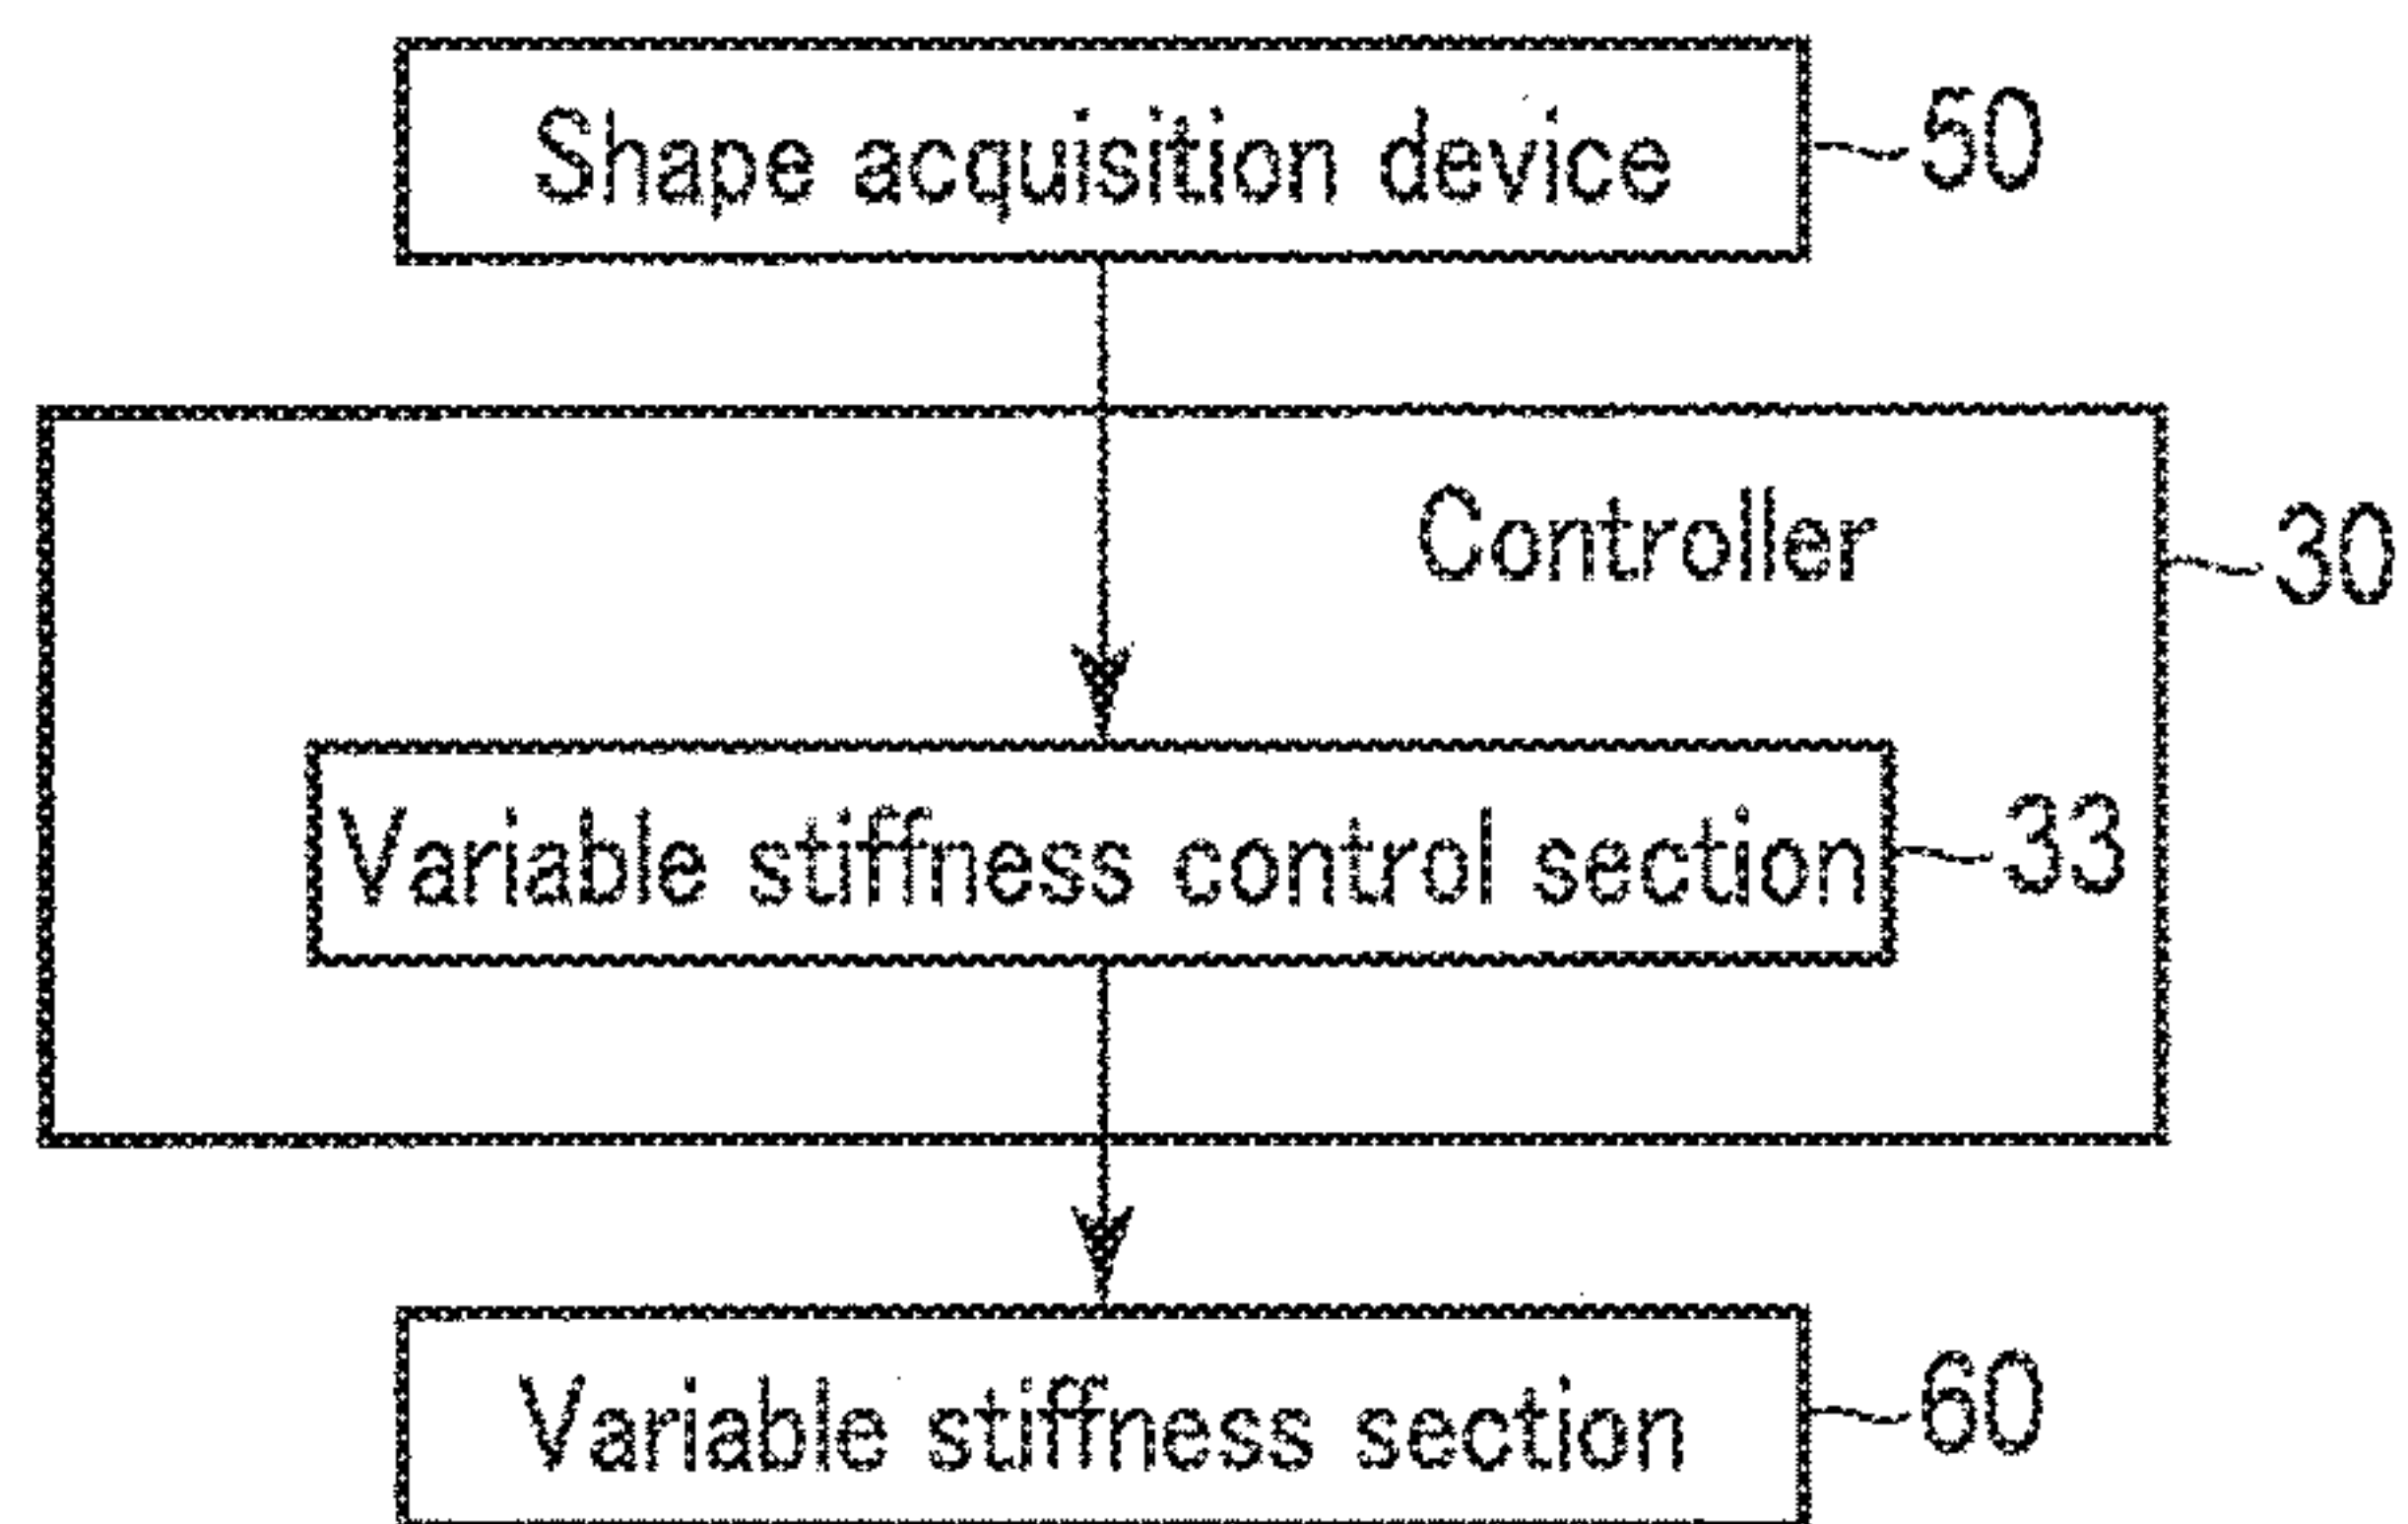 Shape acquisition device 50
Controller 30
Variable stiffness control section 33
Variable stiffness section 60